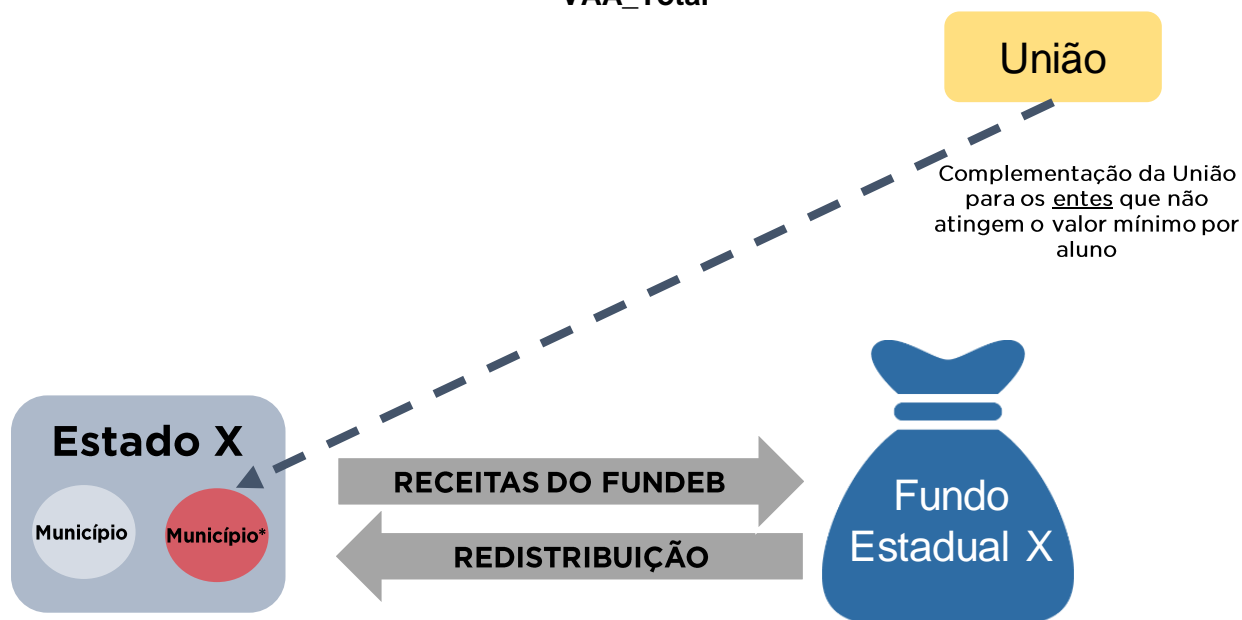 VAA_Total
União
Complementação da União
para os entes que não
atingem o valor mínimo por
aluno
Estado X
Município
Município*
RECEITAS DO FUNDEB
REDISTRIBUIÇÃO
Fundo
Estadual X